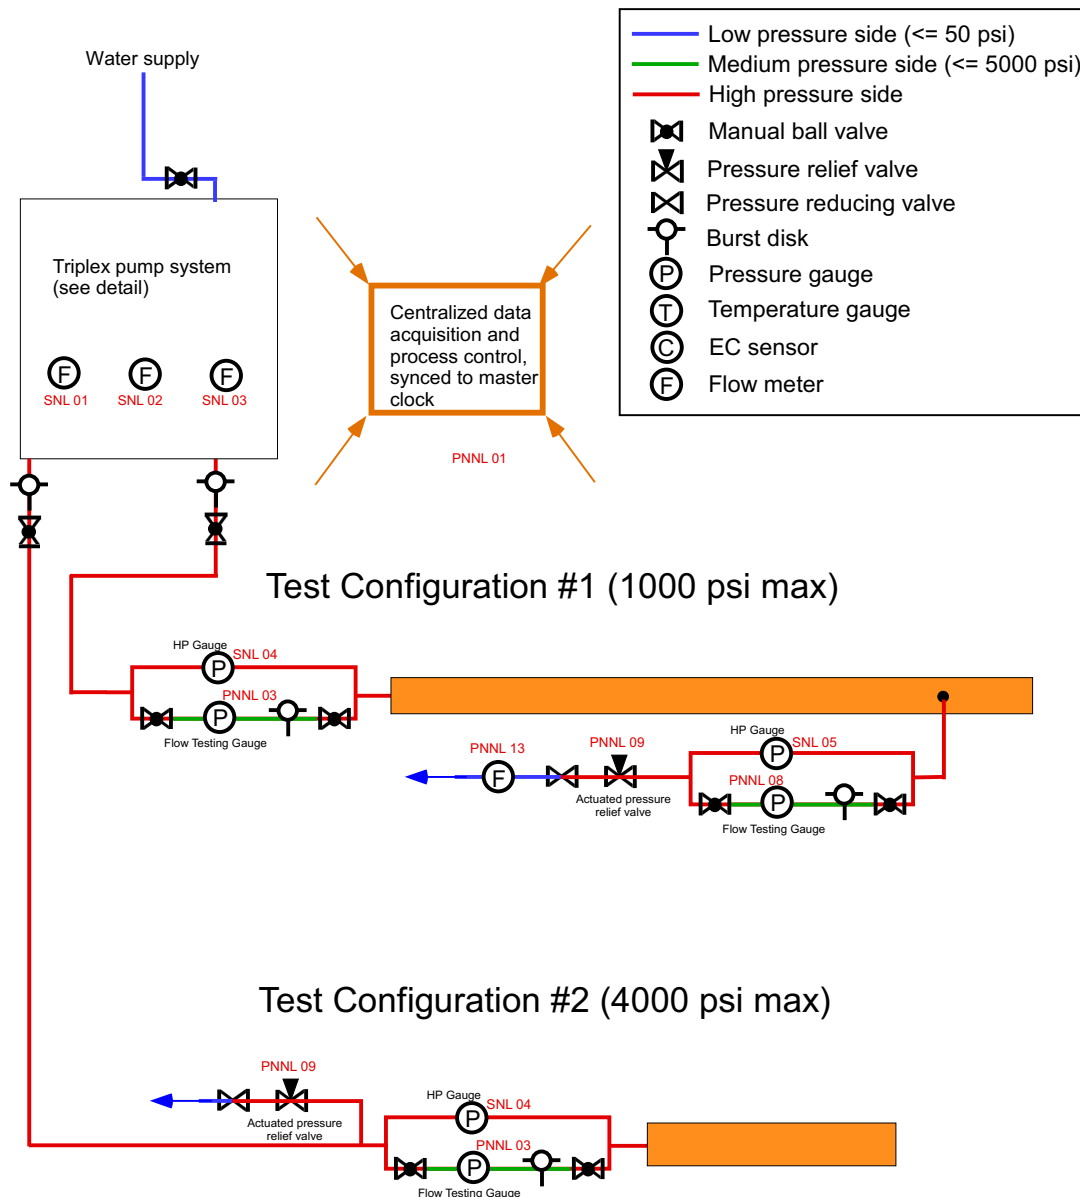 Water supply
Low pressure side (<= 50 psi)
Medium pressure side (<= 5000 psi)
High pressure side
Manual ball valve
Pressure relief valve
Pressure reducing valve
Burst disk
P Pressure gauge
T Temperature gauge
C EC sensor
F Flow meter
Triplex pump system
(see detail)
F F F
SNL 01 SNL 02 SNL 03
Centralized data
acquisition and
process control,
synced to master
clock
PNNL 01
Test Configuration #1 (1000 psi max)
HP Gauge
SNL 04
P
PNNL 03
P
Flow Testing Gauge
HP Gauge
SNL 05
P
PNNL 13
F
PNNL 09
Actuated pressure
relief valve
PNNL 08
P
Flow Testing Gauge
Test Configuration #2 (4000 psi max)
PNNL 09
Actuated pressure
relief valve
HP Gauge
SNL 04
P
PNNL 03
P
Flow Testing Gauge